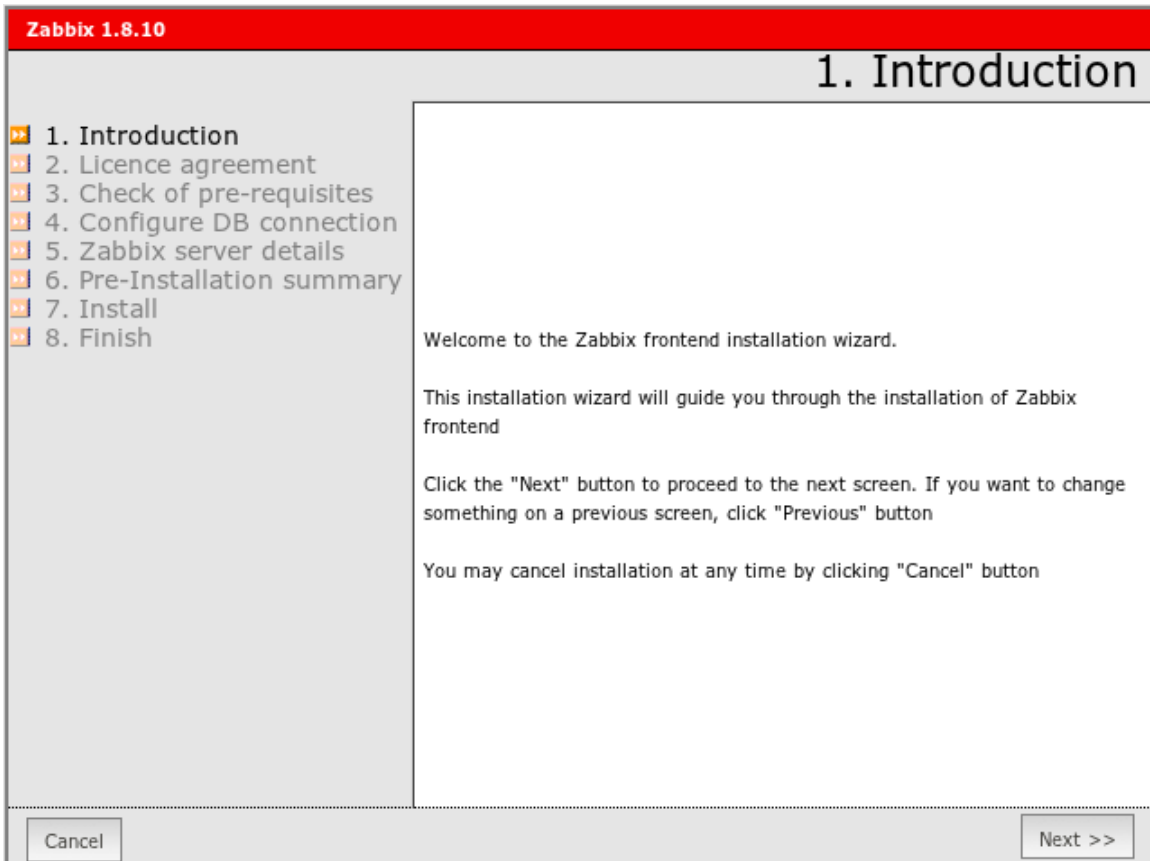 Zabbix 1.8.10
1. Introduction
1. Introduction
2. Licence agreement
3. Check of pre-requisites
4. Configure DB connection
5. Zabbix server details
6. Pre-Installation summary
7. Install
8. Finish
Welcome to the Zabbix frontend installation wizard.
This installation wizard will guide you through the installation of Zabbix
frontend
Click the "Next" button to proceed to the next screen. If you want to change
something on a previous screen, click "Previous" button
You may cancel installation at any time by clicking "Cancel" button
Cancel
Next >>